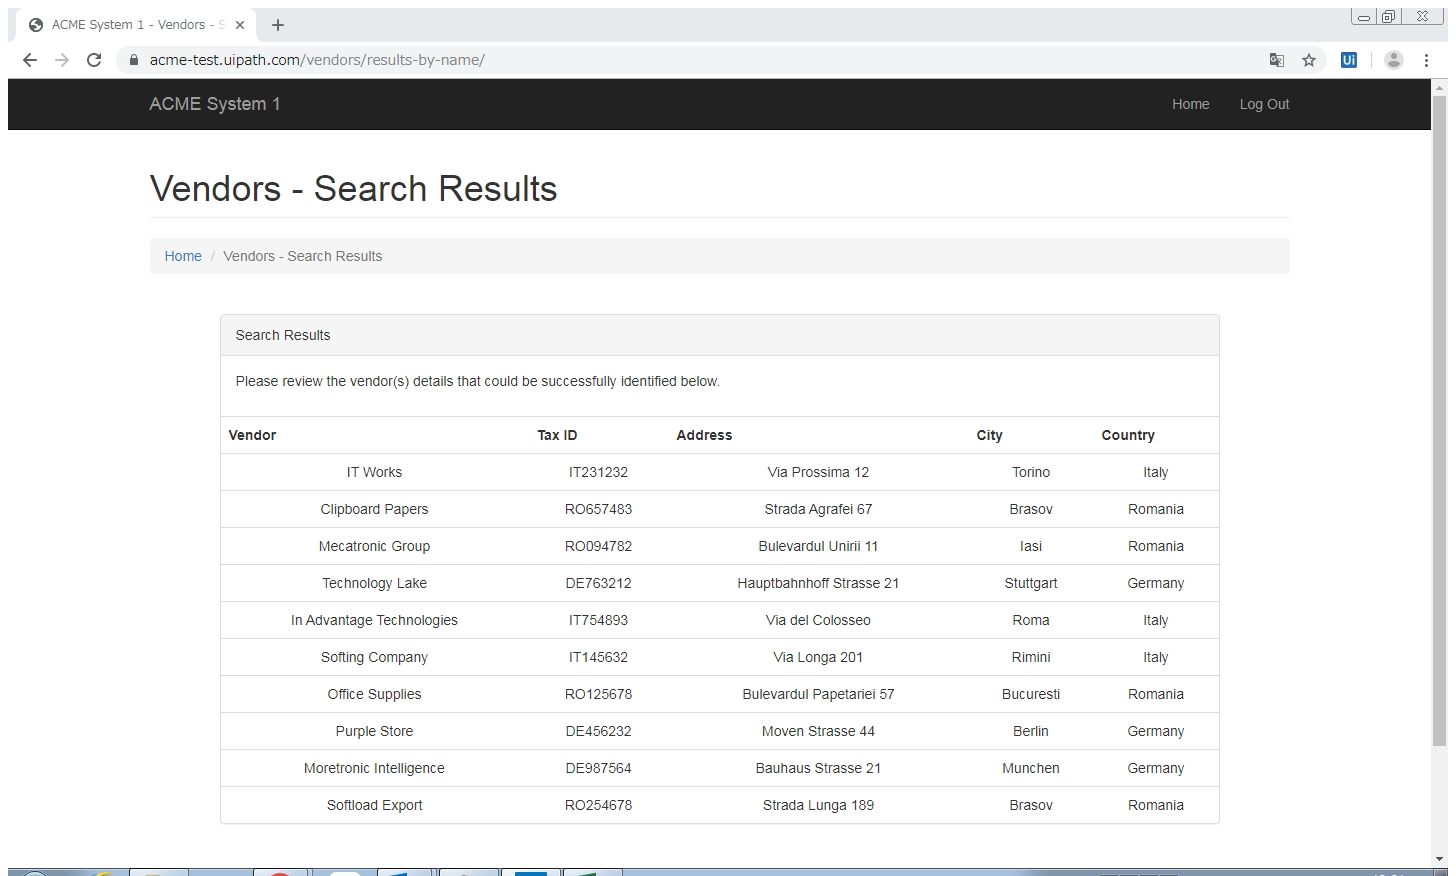 ACME System 1 - Vendors - S
acme-test.uipath.com/vendors/results-by-name/
Ui
ACME System 1 Home Log Out
Vendors - Search Results
Home / Vendors - Search Results
Search Results
Please review the vendor(s) details that could be successfully identified below.
Vendor Tax ID Address City Country
IT Works IT231232 Via Prossima 12 Torino Italy
Clipboard Papers RO657483 Strada Agrafei 67 Brasov Romania
Mecatronic Group RO094782 Bulevardul Unirii 11 Iasi Romania
Technology Lake DE763212 Hauptbahnhoff Strasse 21 Stuttgart Germany
In Advantage Technologies IT754893 Via del Colosseo Roma Italy
Softing Company IT145632 Via Longa 201 Rimini Italy
Office Supplies RO125678 Bulevardul Papetariei 57 Bucuresti Romania
Purple Store DE456232 Moven Strasse 44 Berlin Germany
Moretronic Intelligence DE987564 Bauhaus Strasse 21 Munchen Germany
Softload Export RO254678 Strada Lunga 189 Brasov Romania